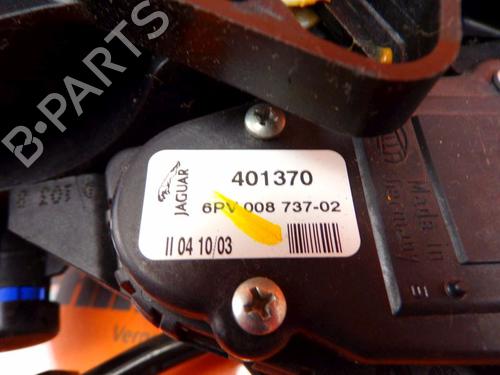 B-PARTS
JAGUAR
401370
6PV 008 737-02
II 04 10/03
Made in
Germany